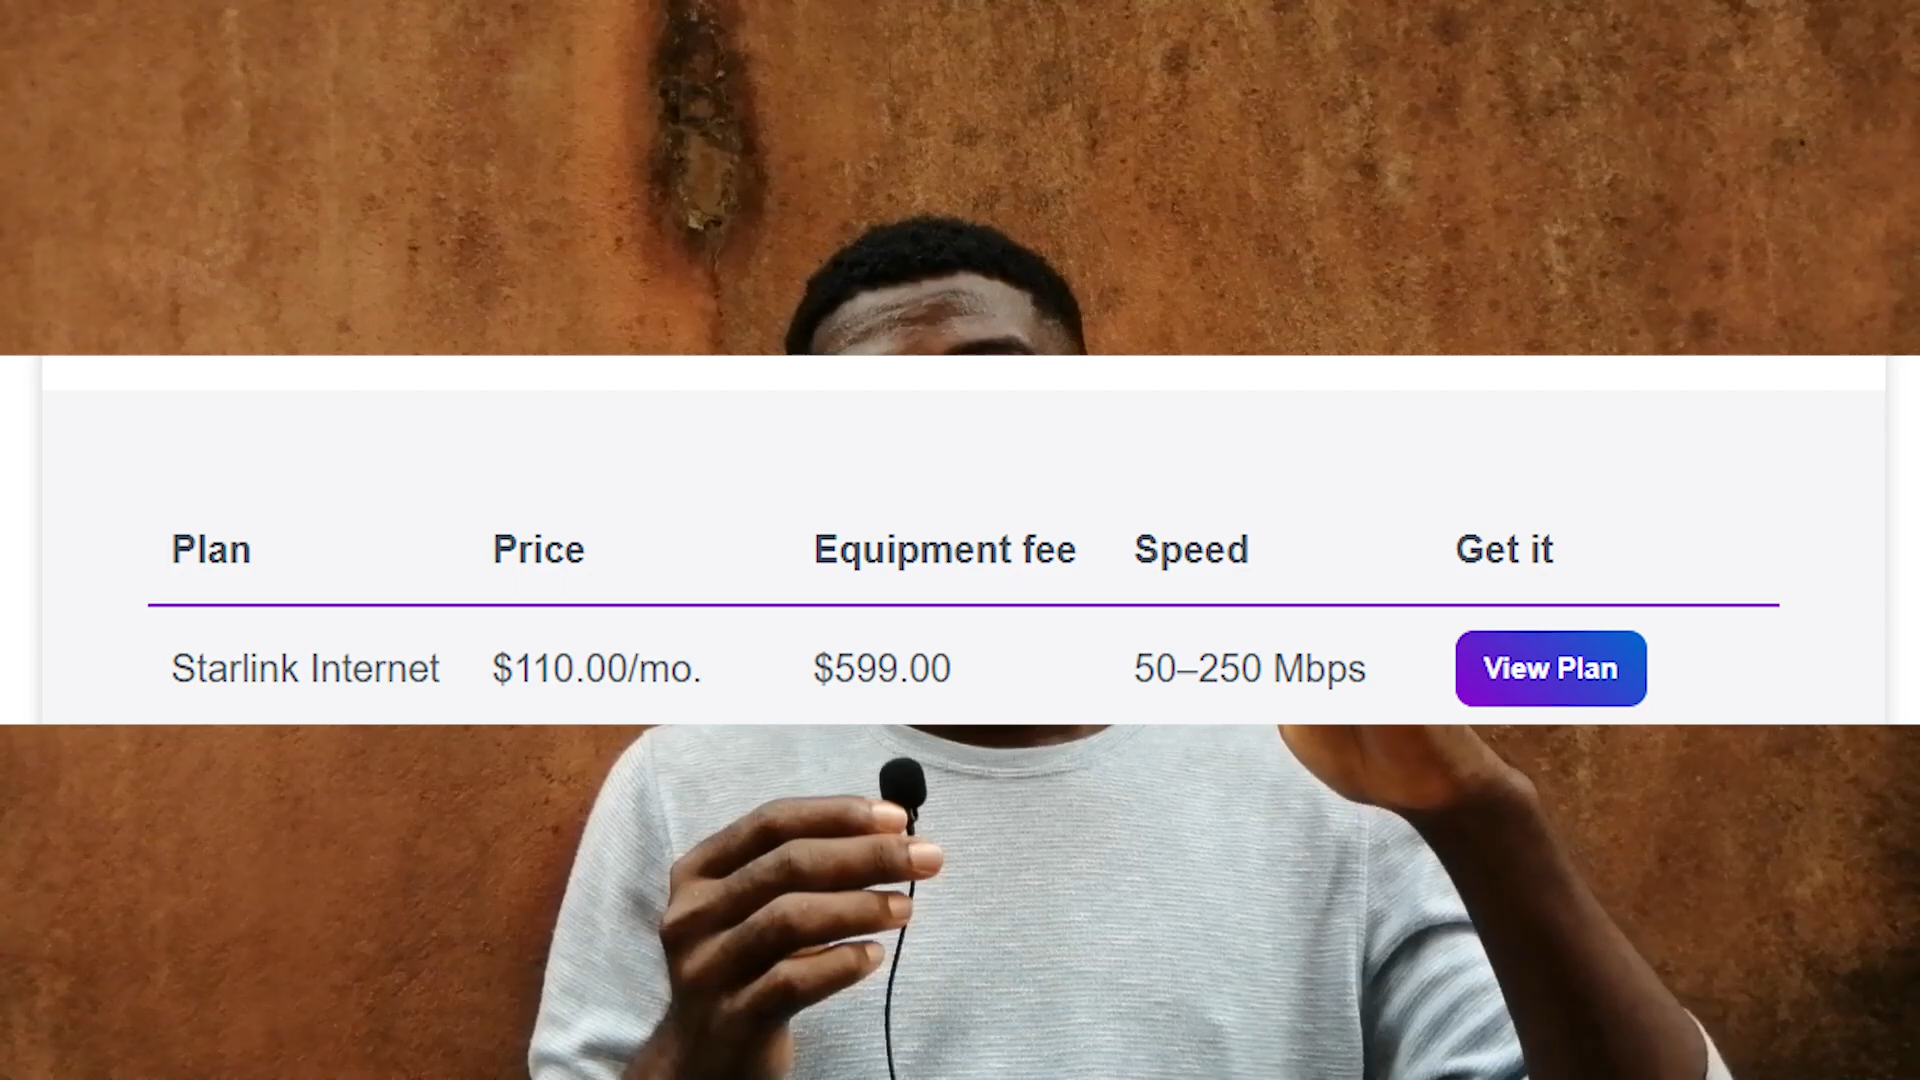 Plan Price Equipment fee Speed Get it
Starlink Internet $110.00/mo. $599.00 50–250 Mbps View Plan